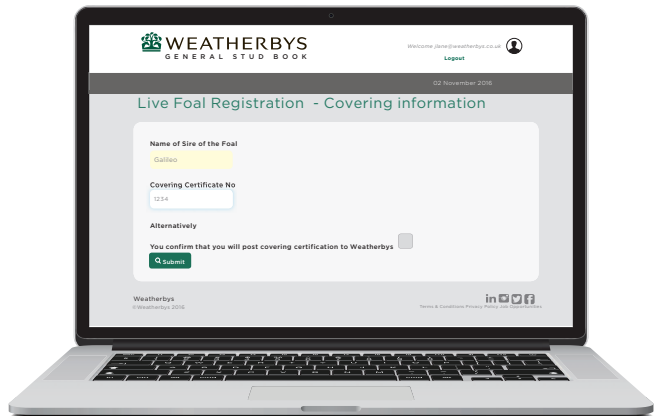 WEATHERBYS
GENERAL STUD BOOK
Welcome jane@weatherbys.co.uk
Logout
02 November 2016
Live Foal Registration - Covering information
Name of Sire of the Foal
Galileo
Covering Certificate No
1234
Alternatively
You confirm that you will post covering certification to Weatherbys
Submit
Weatherbys
©Weatherbys 2016
in
Terms & Conditions Privacy Policy Job Opportunities